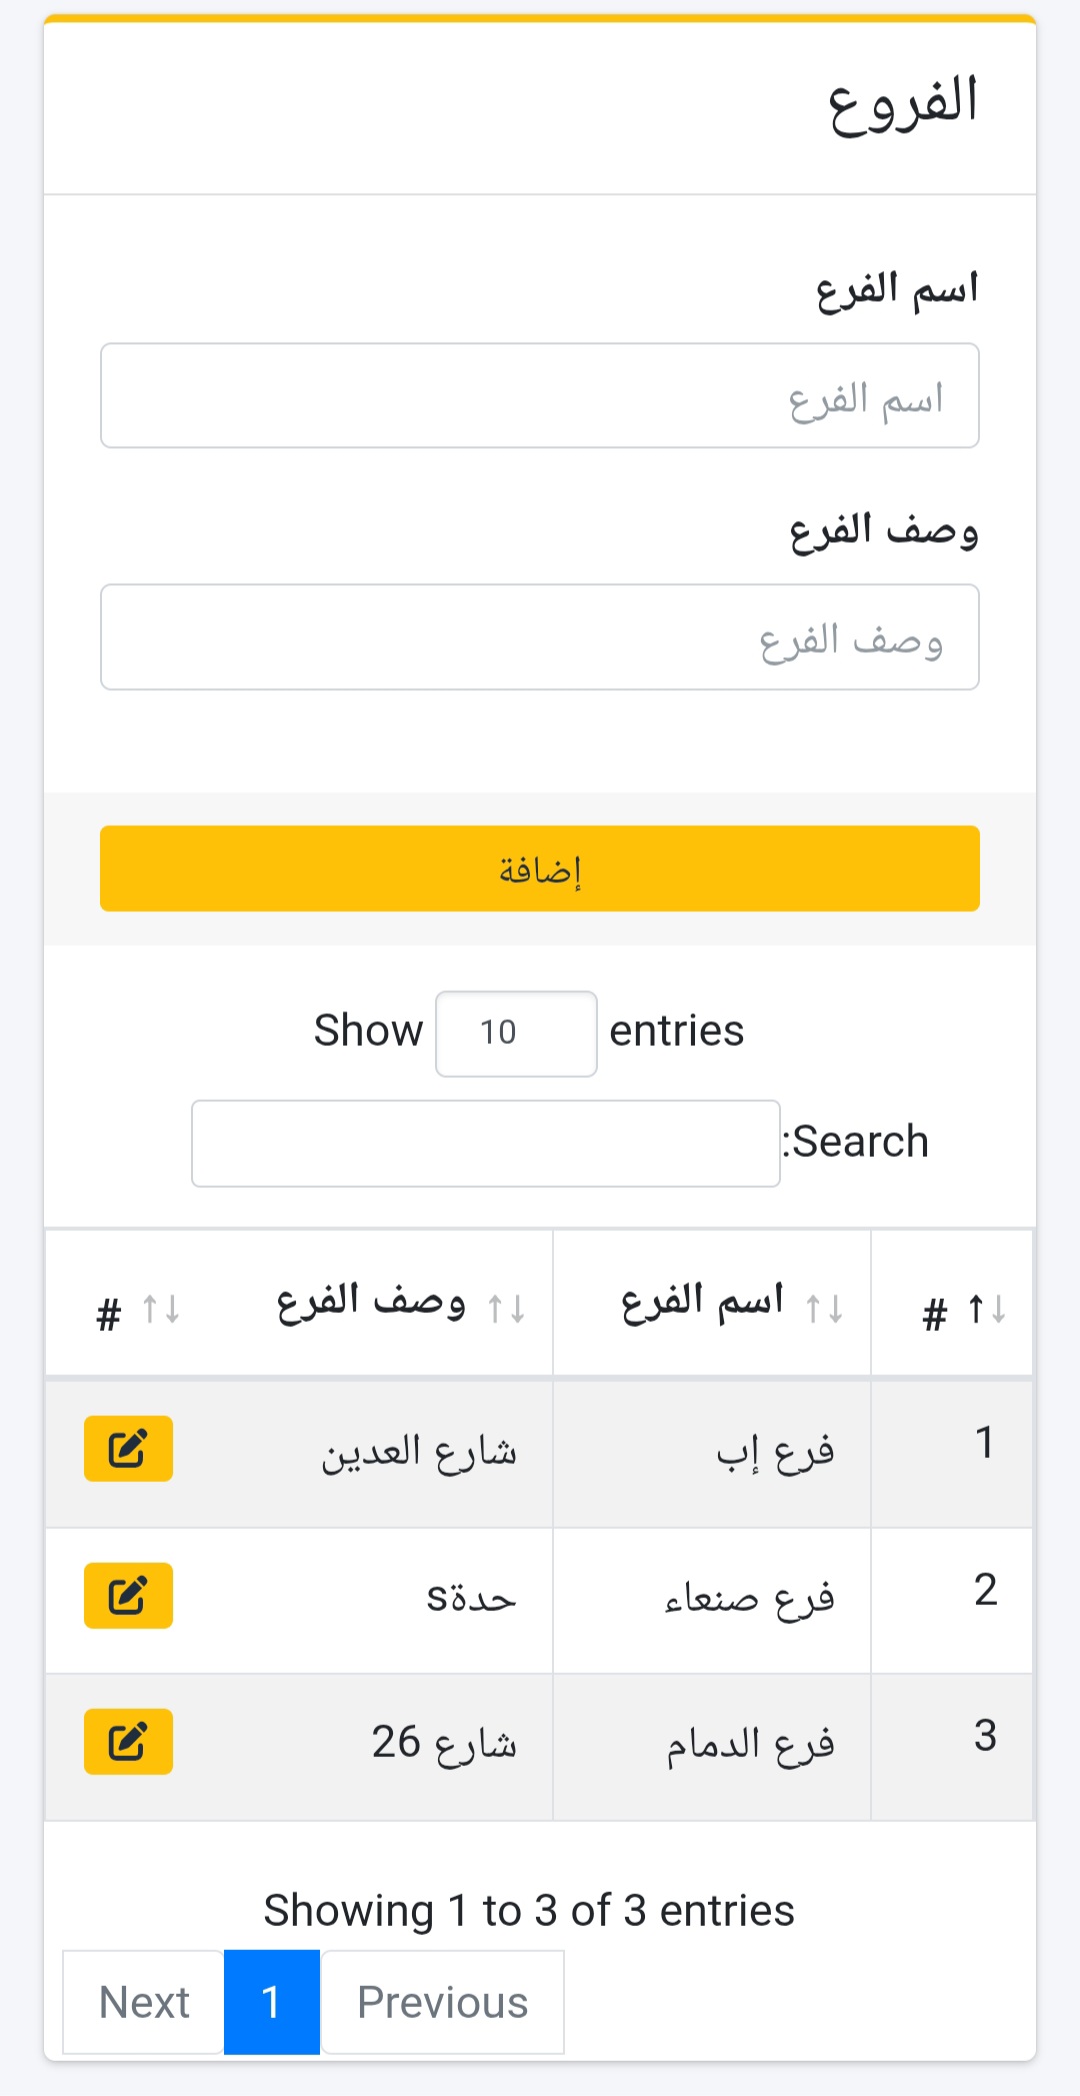 الفروع
اسم الفرع
اسم الفرع
وصف الفرع
وصف الفرع
إضافة
Show 10 entries
Search:
# اسم الفرع وصف الفرع #
1 فرع إب شارع العدين
2 فرع صنعاء حدةs
3 فرع الدمام شارع 26
Showing 1 to 3 of 3 entries
Previous 1 Next